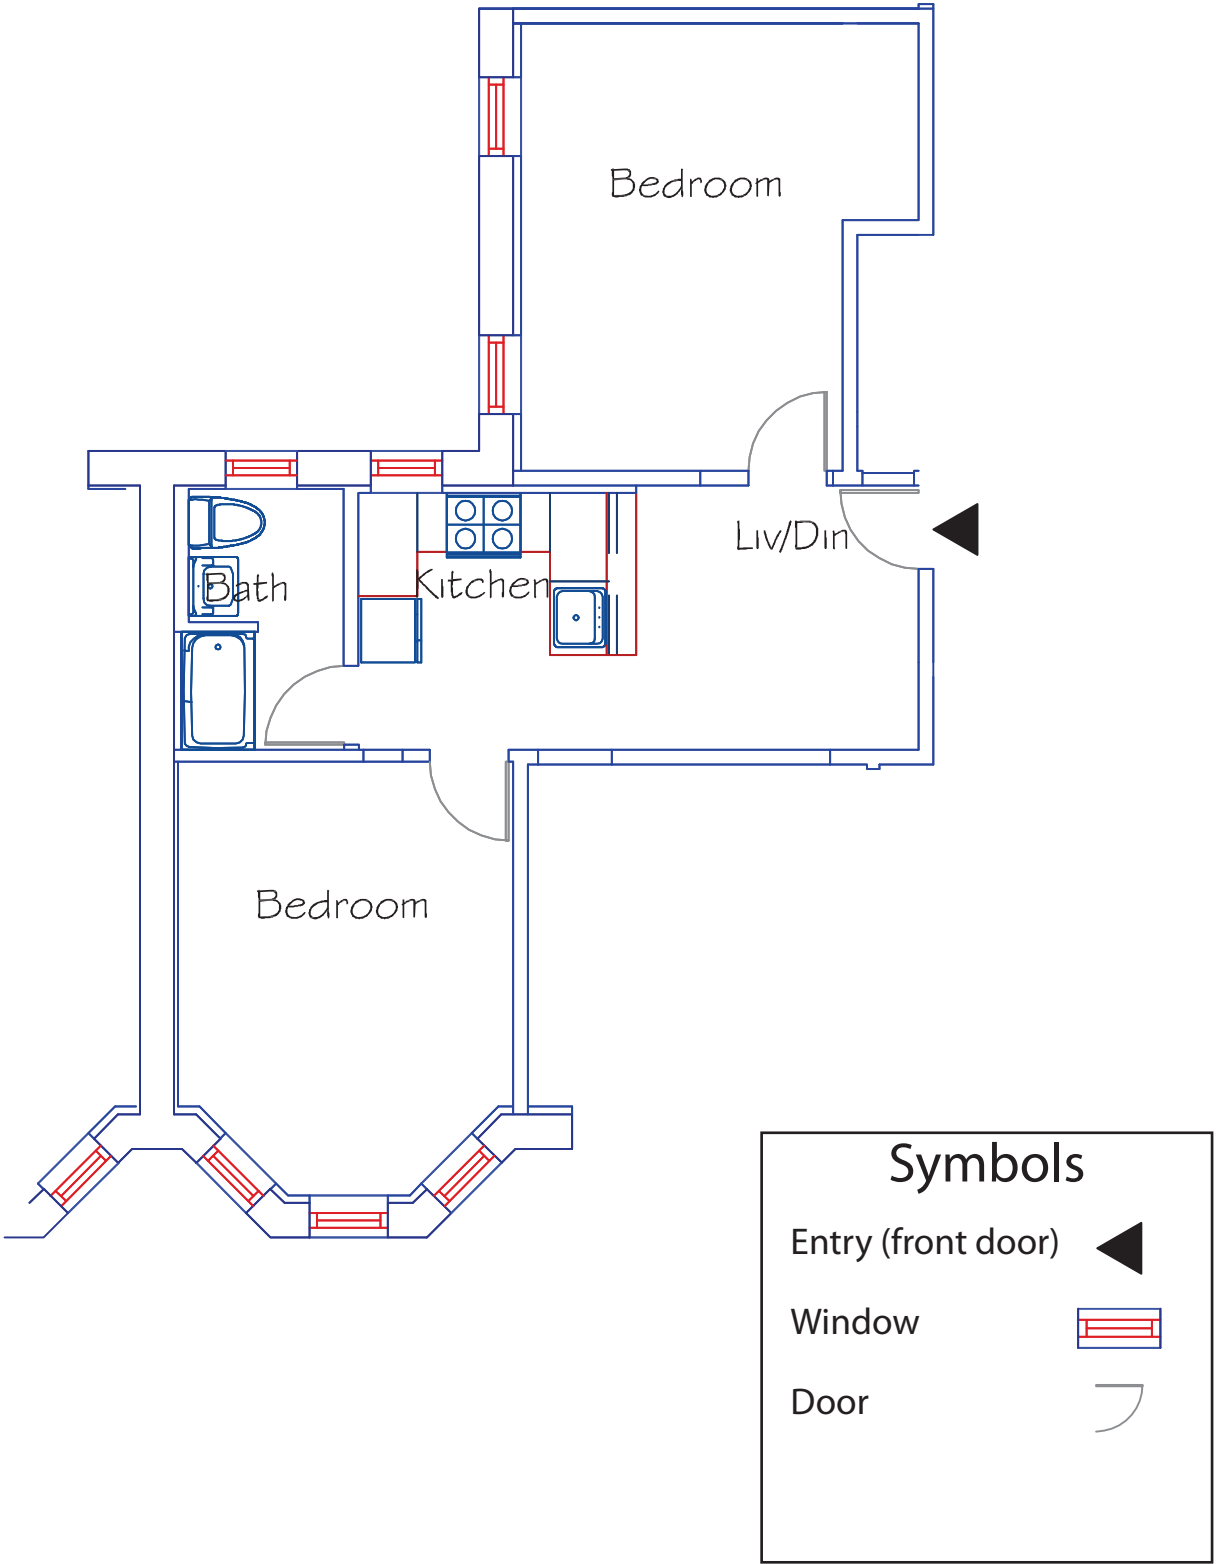 Bedroom
Liv/Din
Kitchen
Bath
Bedroom
Symbols
Entry (front door)
Window
Door